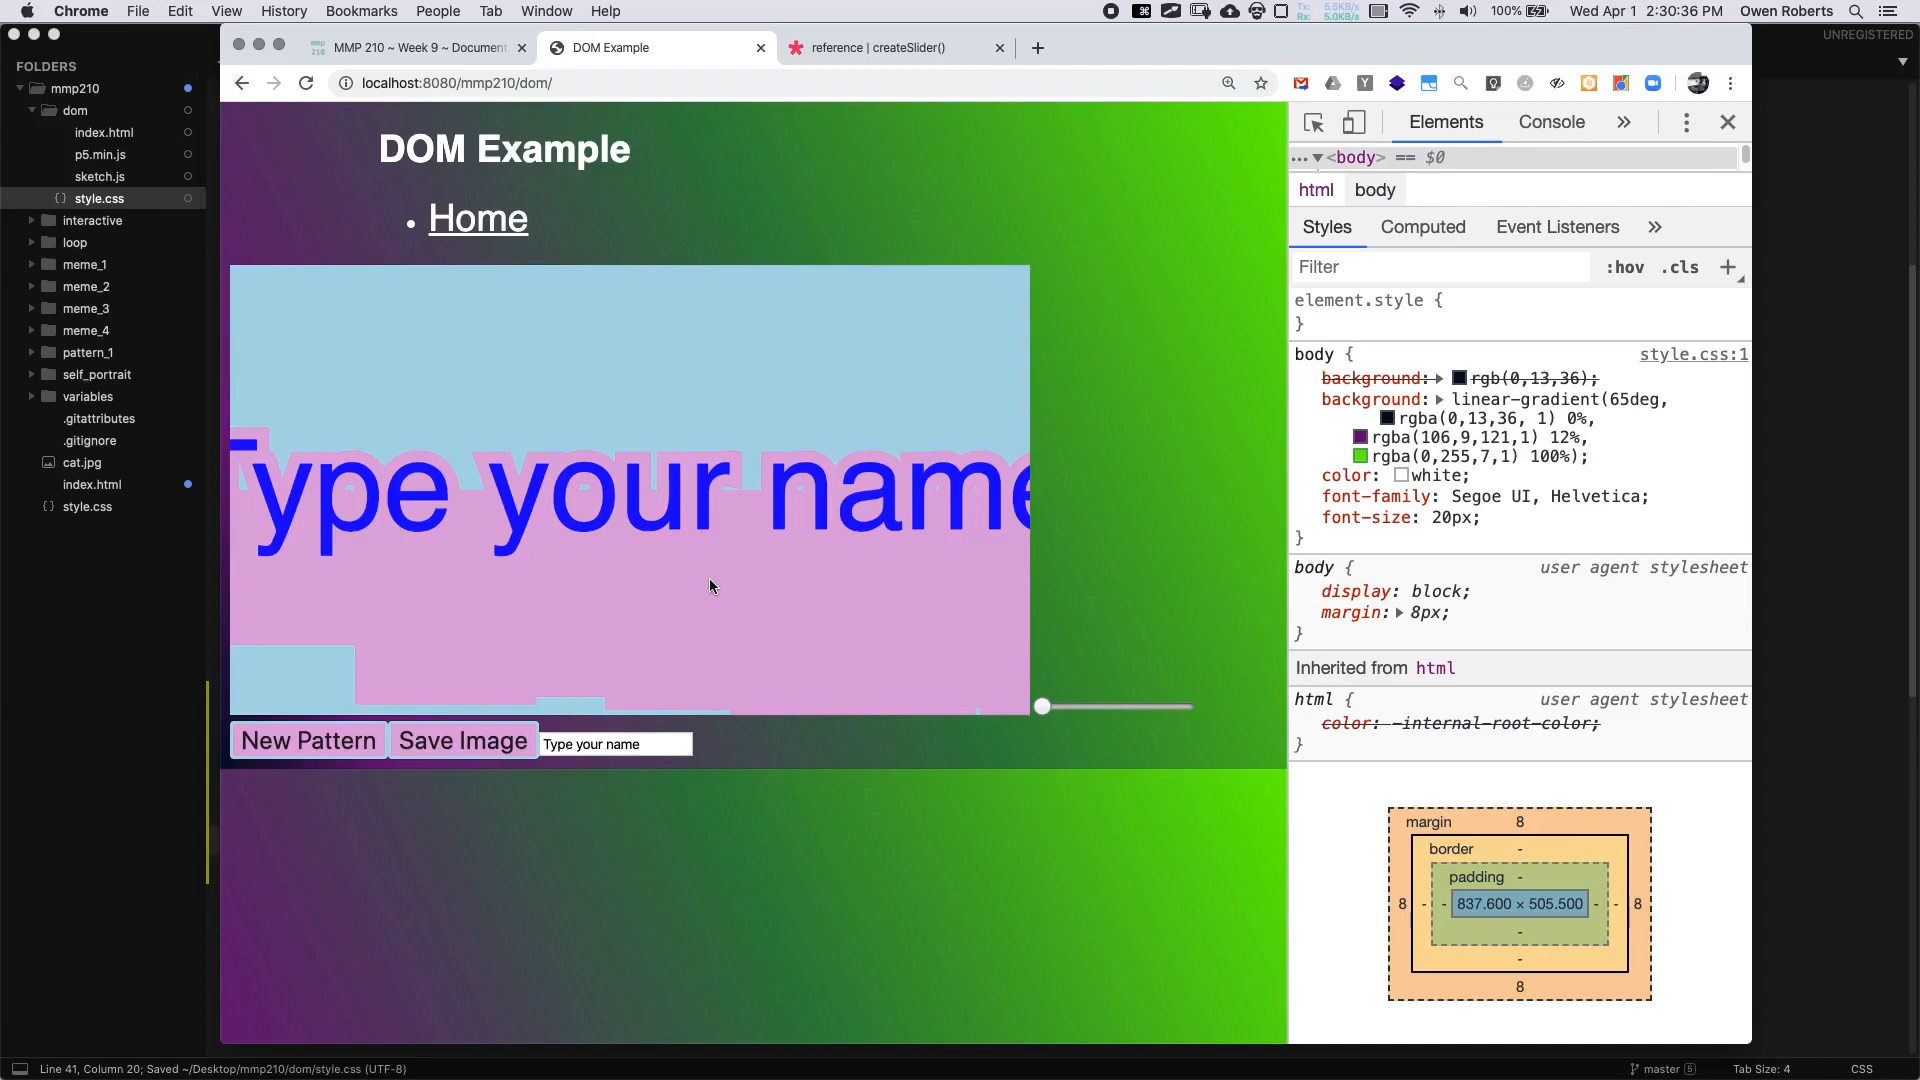 Chrome File Edit View History Bookmarks People Tab Window Help Tx: 5.5KB/s Rx: 5.0KB/s 100% Wed Apr 1 2:30:36 PM Owen Roberts
UNREGISTERED
MMP 210 ~ Week 9 ~ Document DOM Example reference | createSlider()
localhost:8080/mmp210/dom/
FOLDERS
mmp210
dom
index.html
p5.min.js
sketch.js
{} style.css
interactive
loop
meme_1
meme_2
meme_3
meme_4
pattern_1
self_portrait
variables
.gitattributes
.gitignore
cat.jpg
index.html
{} style.css
DOM Example
• Home
Type your name
New Pattern Save Image Type your name
Elements Console »
... <body> == $0
html body
Styles Computed Event Listeners »
Filter :hov .cls +
element.style {
}
body { style.css:1
background: rgb(0,13,36);
background: linear-gradient(65deg,
rgba(0,13,36, 1) 0%,
rgba(106,9,121,1) 12%,
rgba(0,255,7,1) 100%);
color: white;
font-family: Segoe UI, Helvetica;
font-size: 20px;
}
body { user agent stylesheet
display: block;
margin: 8px;
}
Inherited from html
html { user agent stylesheet
color: -internal-root-color;
}
margin 8
border -
padding -
8 - - 837.600 × 505.500 - - 8
-
-
8
Line 41, Column 20; Saved ~/Desktop/mmp210/dom/style.css (UTF-8) master 5 Tab Size: 4 CSS